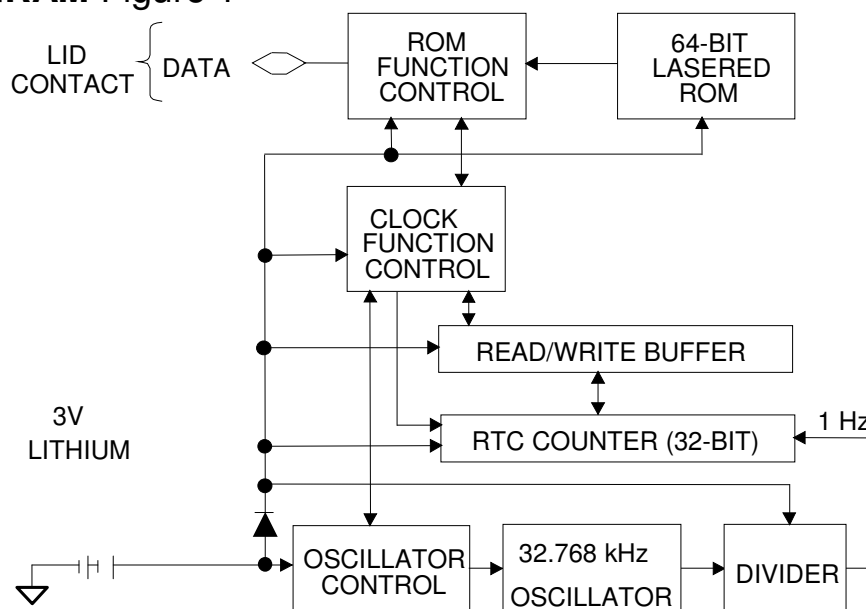 Figure 1
LID
CONTACT
DATA
ROM
FUNCTION
CONTROL
64-BIT
LASERED
ROM
CLOCK
FUNCTION
CONTROL
READ/WRITE BUFFER
3V
LITHIUM
RTC COUNTER (32-BIT)
1 Hz
OSCILLATOR
CONTROL
32.768 kHz
OSCILLATOR
DIVIDER